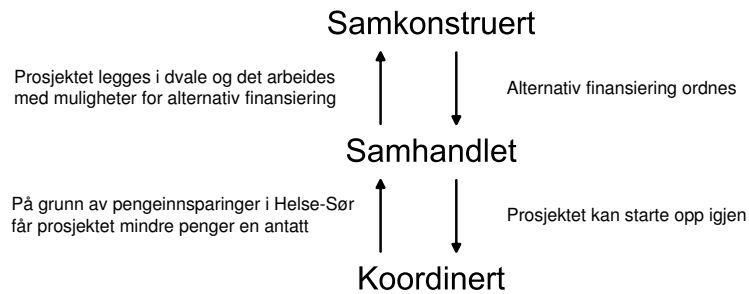 Samkonstruert
Prosjektet legges i dvale og det arbeides
med muligheter for alternativ finansiering
Alternativ finansiering ordnes
Samhandlet
På grunn av pengeinnsparinger i Helse-Sør
får prosjektet mindre penger en antatt
Prosjektet kan starte opp igjen
Koordinert